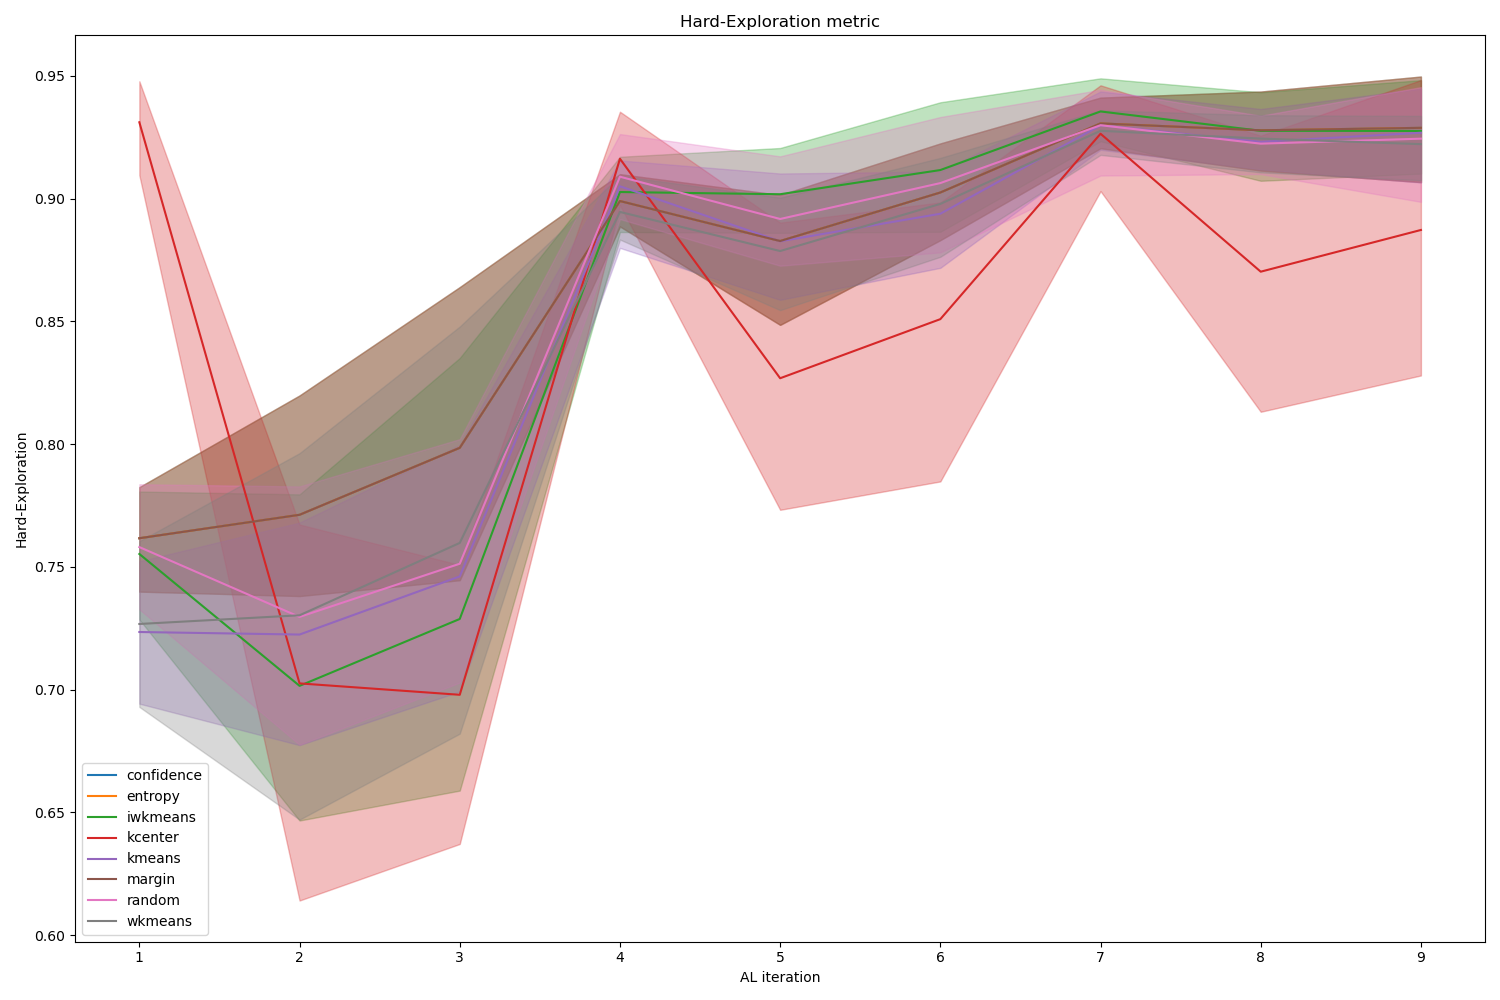 Hard-Exploration metric
Hard-Exploration
0.95
0.90
0.85
0.80
0.75
0.70
0.65
0.60
confidence
entropy
iwkmeans
kcenter
kmeans
margin
random
wkmeans
1 2 3 4 5 6 7 8 9
AL iteration